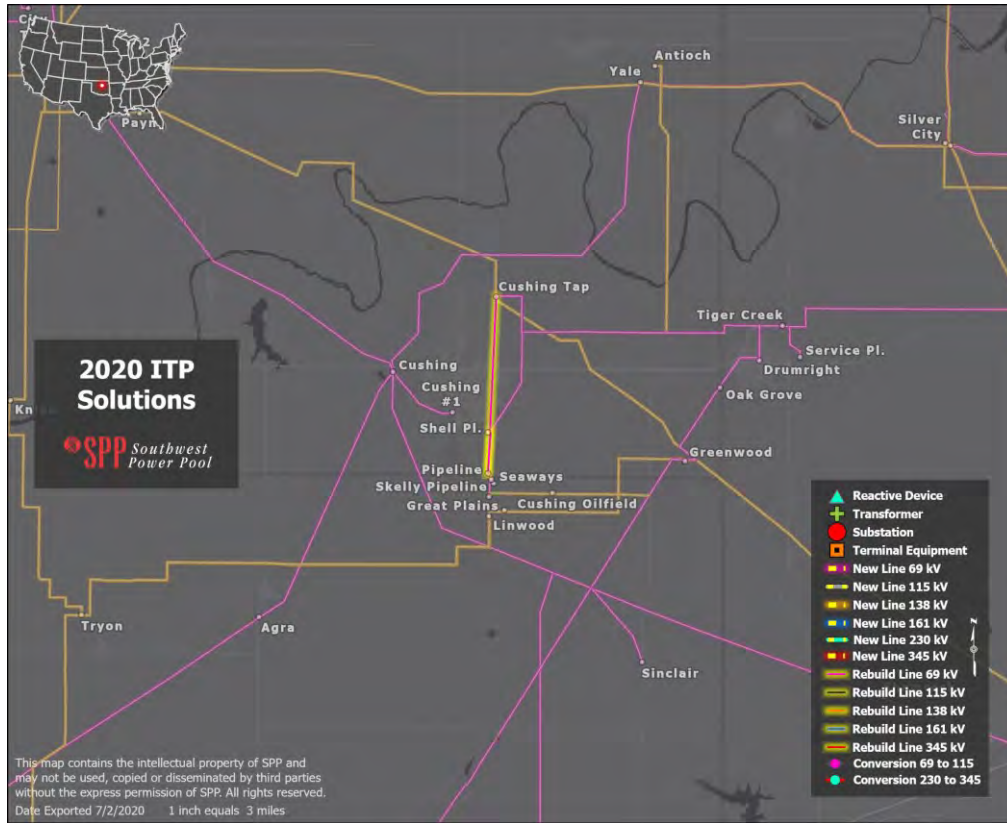 City
2
Payn
Antioch
Yale
Silver
City
Cushing Tap
Tiger Creek
Service Pl.
Drumright
Oak Grove
Cushing
Cushing
#1
Shell Pl.
Greenwood
Pipeline
Seaways
Skelly Pipeline
Great Plains
Cushing Oilfield
Linwood
Tryon
Agra
Sinclair
2020 ITP
Solutions
SPP Southwest
Power Pool
Reactive Device
Transformer
Substation
Terminal Equipment
New Line 69 kV
New Line 115 kV
New Line 138 kV
New Line 161 kV
New Line 230 kV
New Line 345 kV
Rebuild Line 69 kV
Rebuild Line 115 kV
Rebuild Line 138 kV
Rebuild Line 161 kV
Rebuild Line 345 kV
Conversion 69 to 115
Conversion 230 to 345
N
This map contains the intellectual property of SPP and
may not be used, copied or disseminated by third parties
without the express permission of SPP. All rights reserved.
Date Exported 7/2/2020 1 inch equals 3 miles